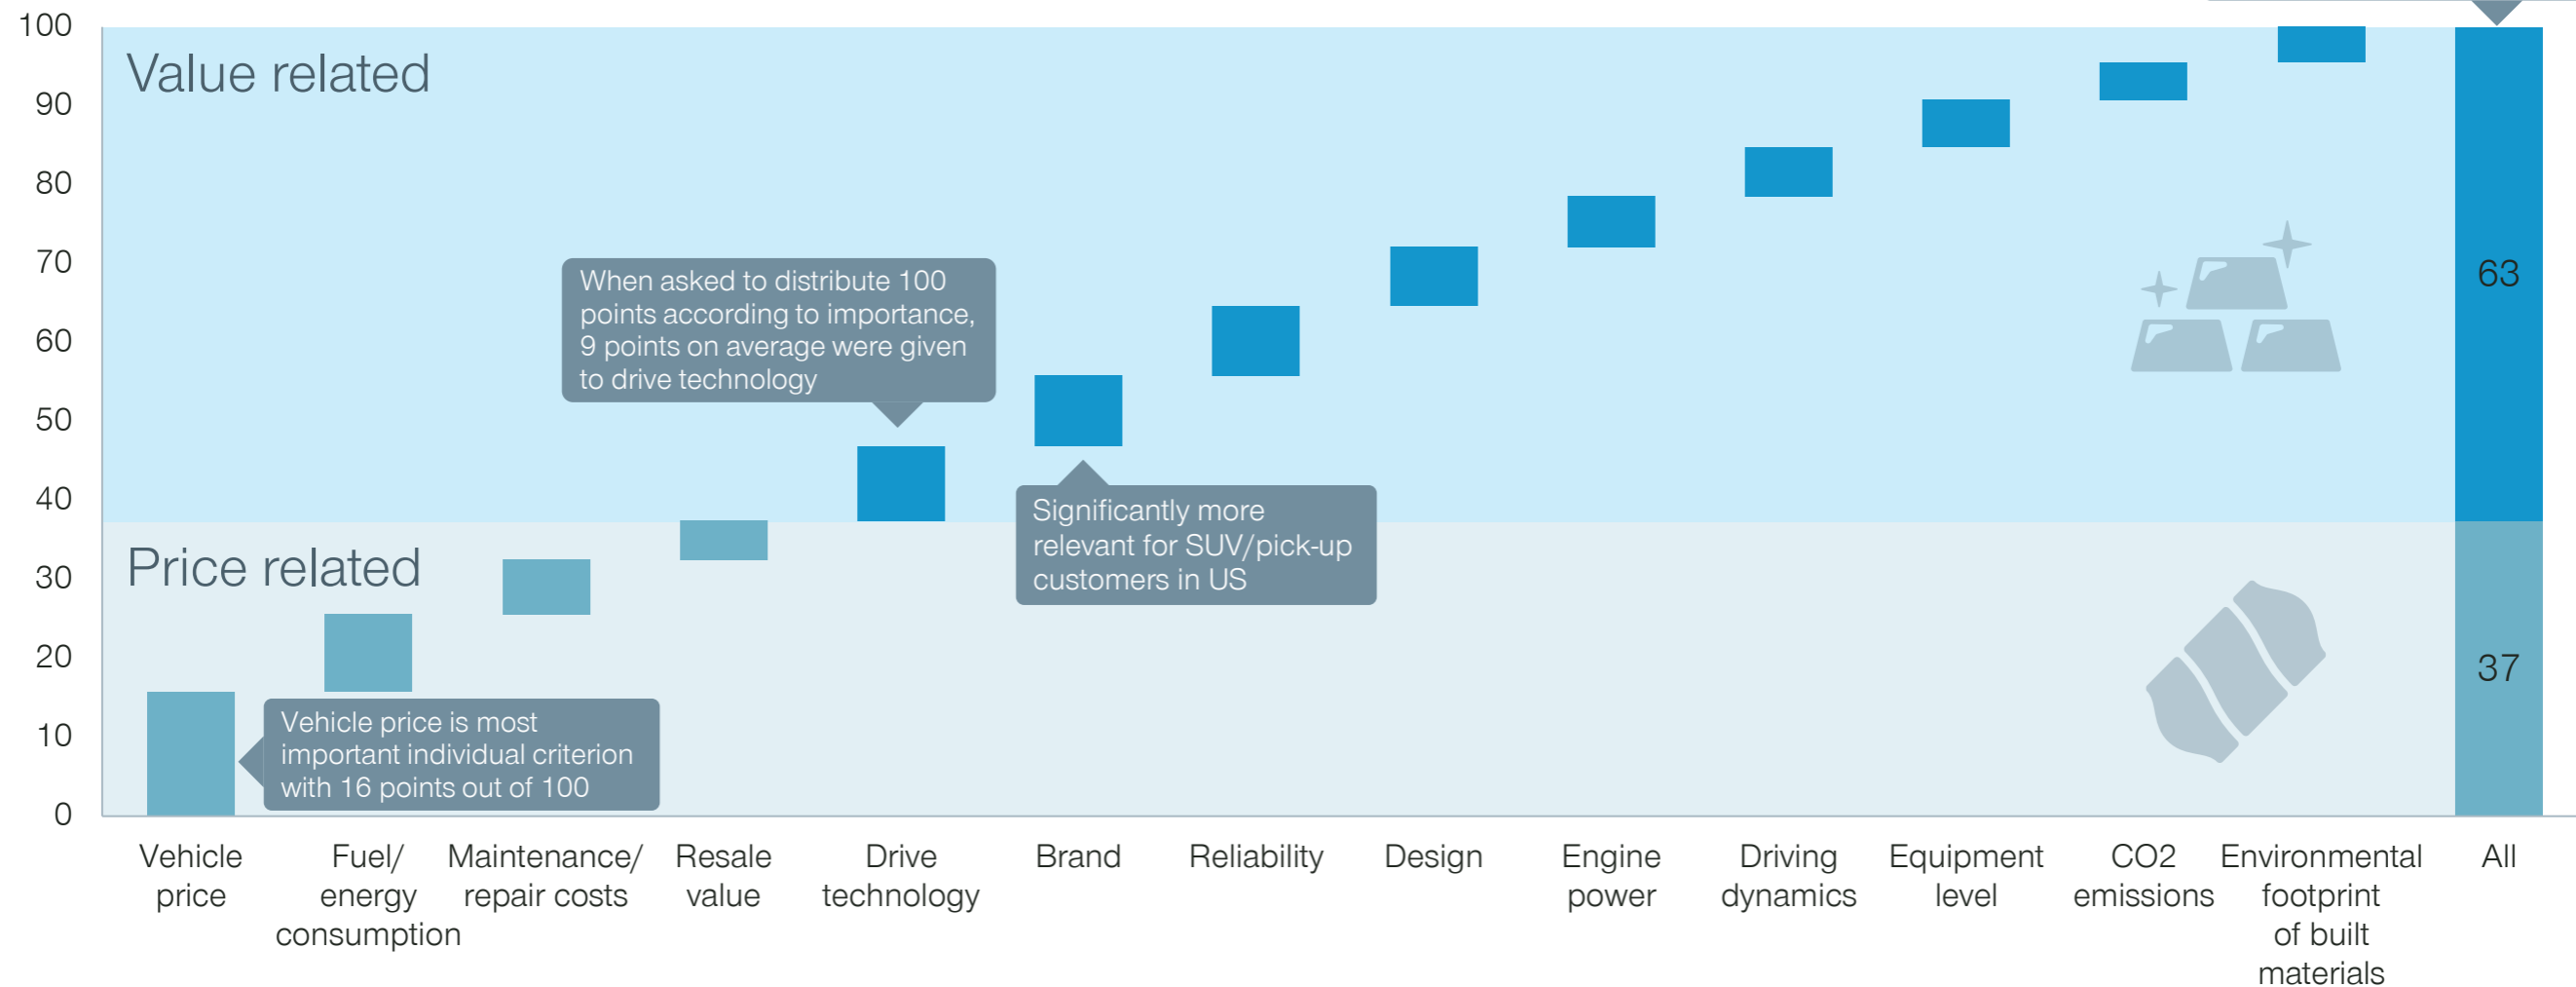 100
90
80
70
60
50
40
30
20
10
0
Value related
Price related
When asked to distribute 100
points according to importance,
9 points on average were given
to drive technology
Significantly more
relevant for SUV/pick-up
customers in US
Vehicle price is most
important individual criterion
with 16 points out of 100
63
37
Vehicle
price
Fuel/
energy
consumption
Maintenance/
repair costs
Resale
value
Drive
technology
Brand
Reliability
Design
Engine
power
Driving
dynamics
Equipment
level
CO2
emissions
Environmental
footprint
of built
materials
All